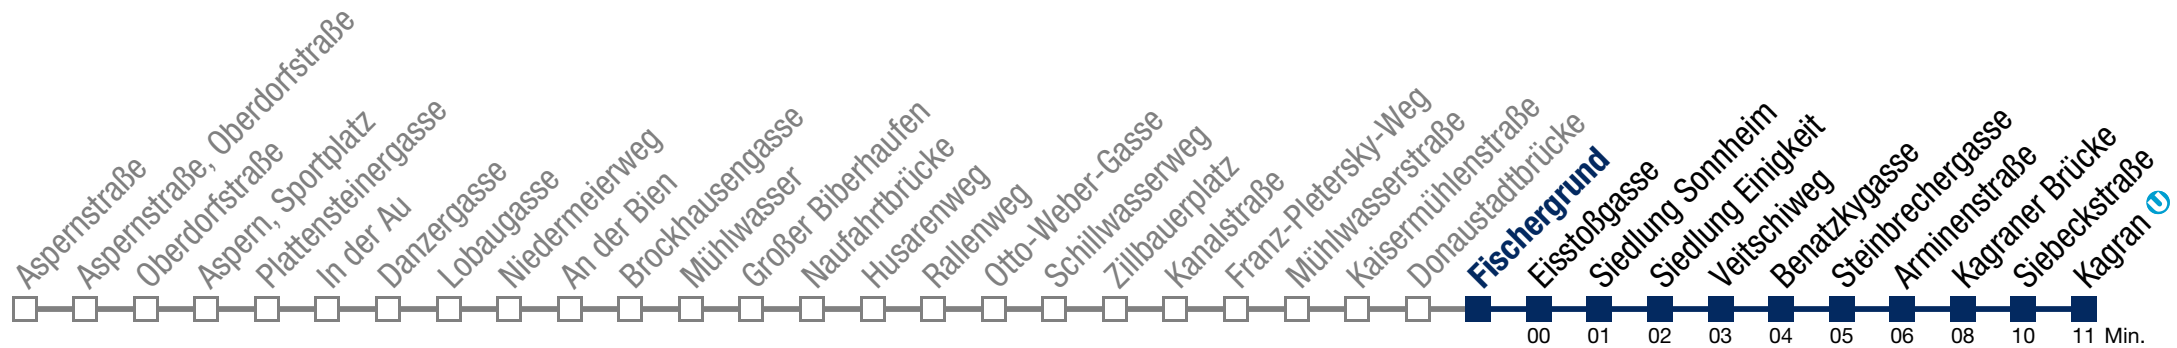 Aspernstraße
Aspernstraße, Oberdorfstraße
Oberdorfstraße
Aspern, Sportplatz
Plattensteinergasse
In der Au
Danzergasse
Lobaugasse
Niedermeierweg
An der Bien
Brockhausengasse
Mühlwasser
Großer Biberhaufen
Naufahrtbrücke
Husarenweg
Rallenweg
Otto-Weber-Gasse
Schillwasserweg
Zillbauerplatz
Kanalstraße
Franz-Pletersky-Weg
Mühlwasserstraße
Kaisermühlenstraße
Donaustadtbrücke
Fischergrund
Eisstoßgasse
Siedlung Sonnheim
Siedlung Einigkeit
Veitschiweg
Benatzkygasse
Steinbrechergasse
Arminenstraße
Kagraner Brücke
Siebeckstraße
Kagran U
00 01 02 03 04 05 06 08 10 11 Min.